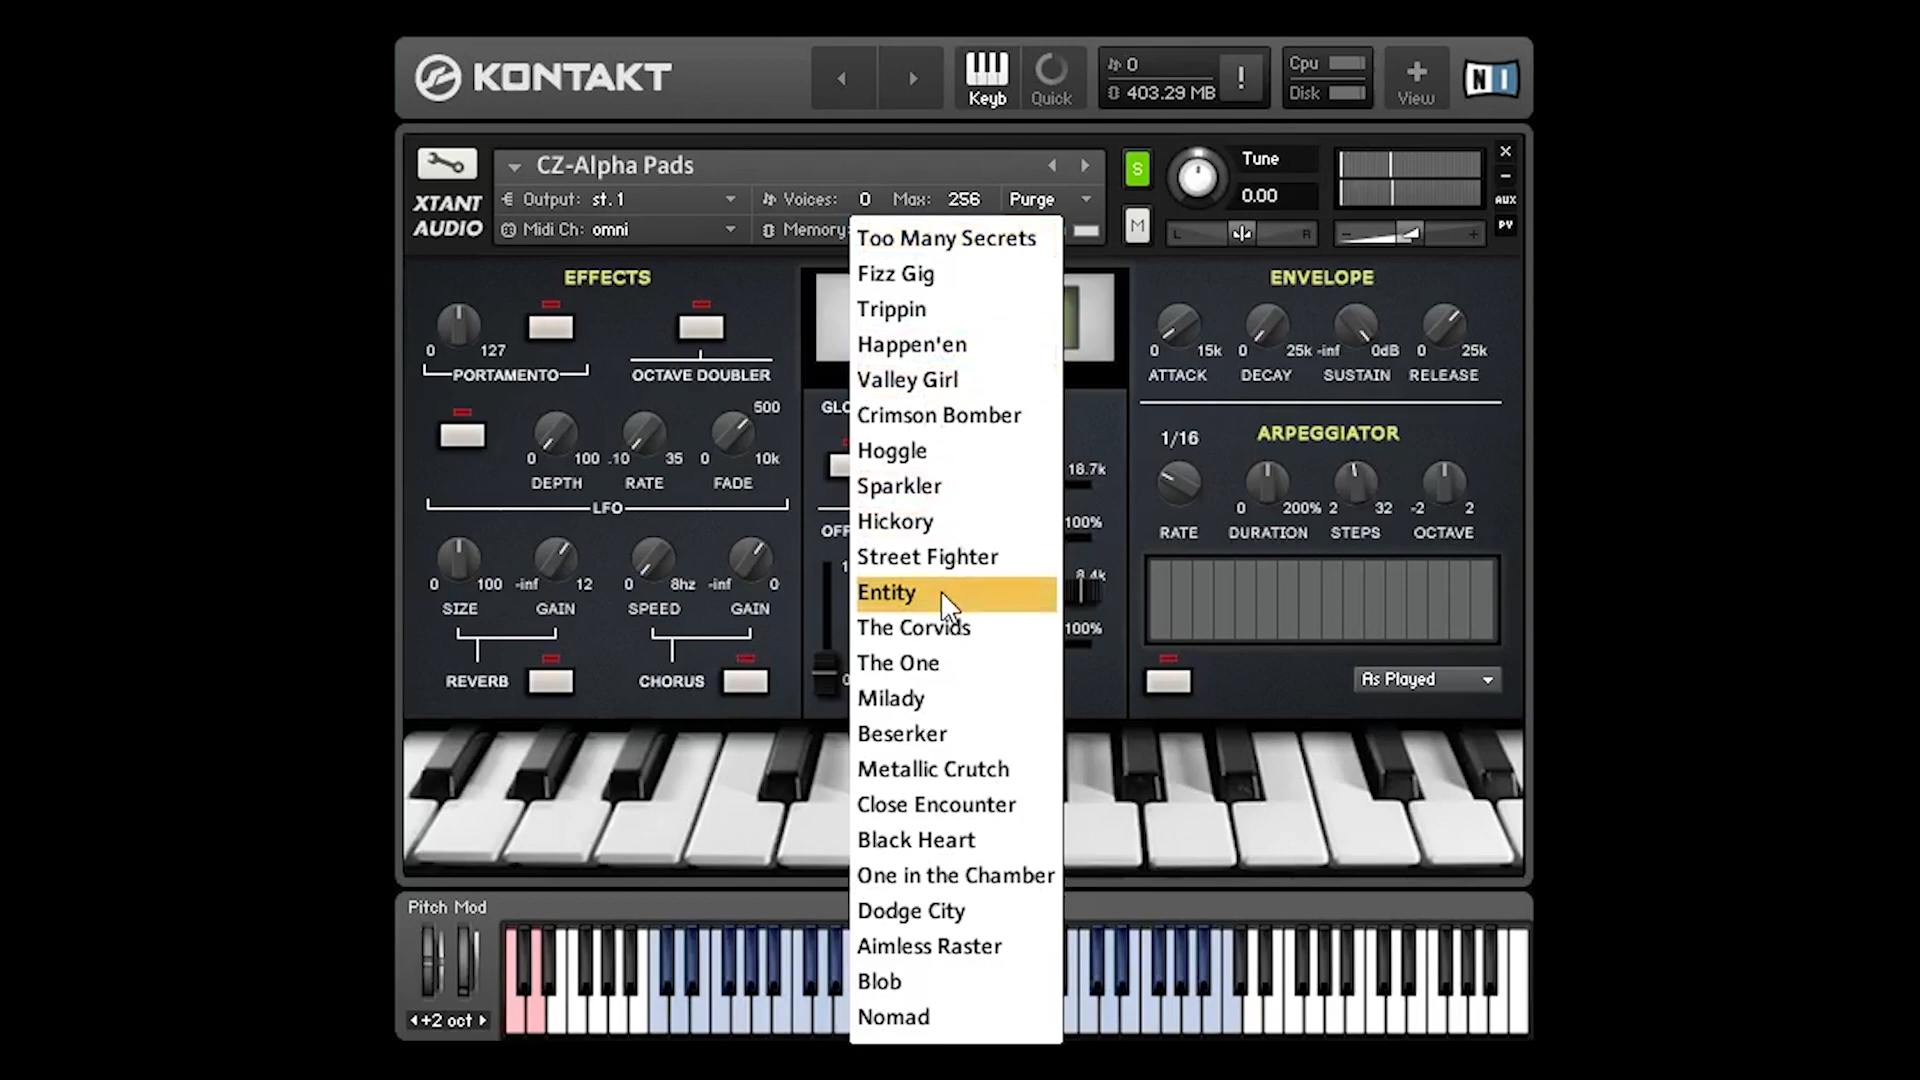 KONTAKT
Keyb
Quick
0
403.29 MB
!
Cpu
Disk
View
N I
XTANT
AUDIO
CZ-Alpha Pads
Output: st. 1
Voices: 0 Max: 256
Purge
Midi Ch: omni
Memory:
S
M
Tune
0.00
L
R
X
AUX
PV
Too Many Secrets
Fizz Gig
Trippin
Happen'en
Valley Girl
Crimson Bomber
Hoggle
Sparkler
Hickory
Street Fighter
Entity
The Corvids
The One
Milady
Beserker
Metallic Crutch
Close Encounter
Black Heart
One in the Chamber
Dodge City
Aimless Raster
Blob
Nomad
EFFECTS
0 127
PORTAMENTO
OCTAVE DOUBLER
500
0 100 .10 35 0 10k
DEPTH RATE FADE
LFO
0 100 -inf 12 0 8hz -inf 0
SIZE GAIN SPEED GAIN
REVERB
CHORUS
GLO
OFF
18.7k
100%
8.4k
100%
ENVELOPE
0 15k 0 25k -inf 0dB 0 25k
ATTACK DECAY SUSTAIN RELEASE
ARPEGGIATOR
1/16
0 200% 2 32 -2 2
RATE DURATION STEPS OCTAVE
As Played
Pitch Mod
+2 oct